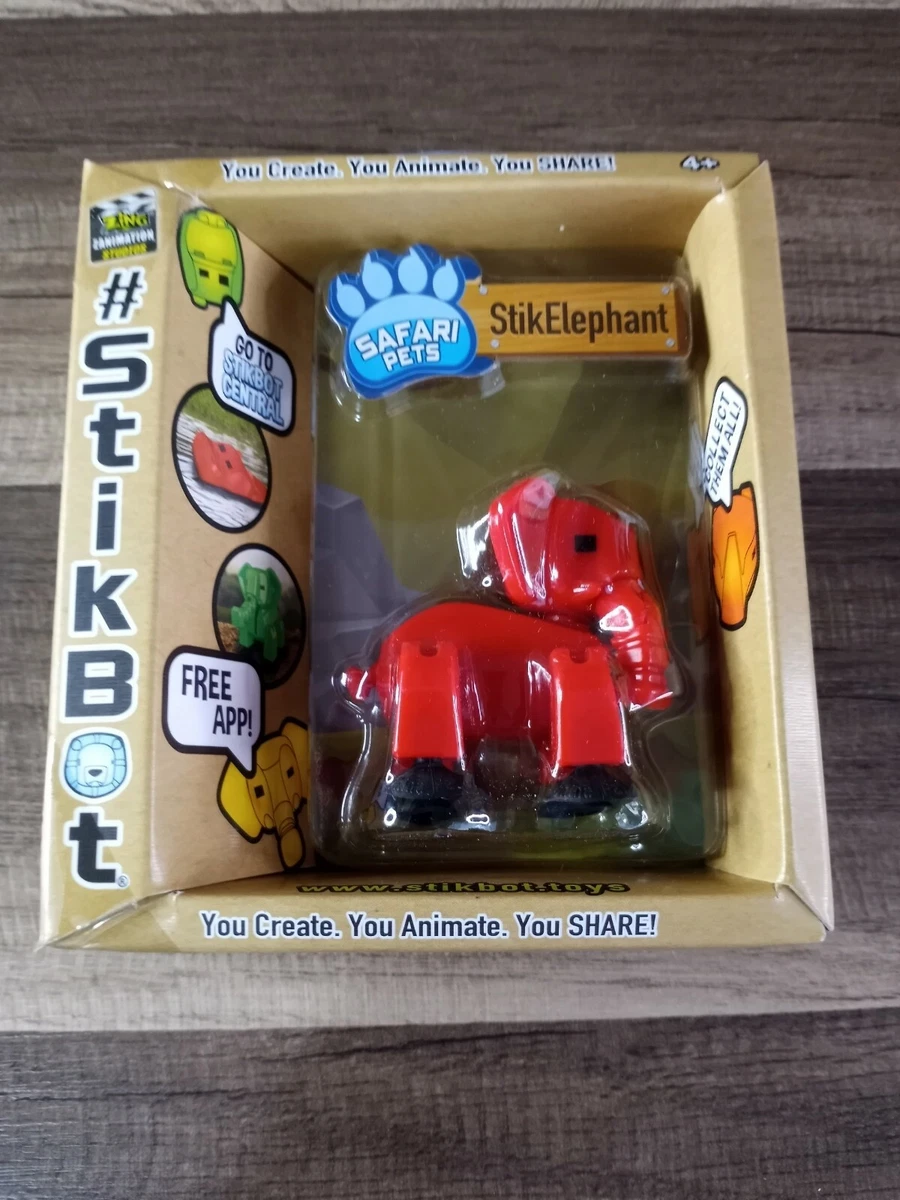 You Create. You Animate. You SHARE!
4+
ZING
ZANIMATION
STUDIOS
#StikBot®
GO TO
STIKBOT
CENTRAL
FREE
APP!
SAFARI
PETS
StikElephant
COLLECT
THEM ALL!
www.stikbot.toys
You Create. You Animate. You SHARE!